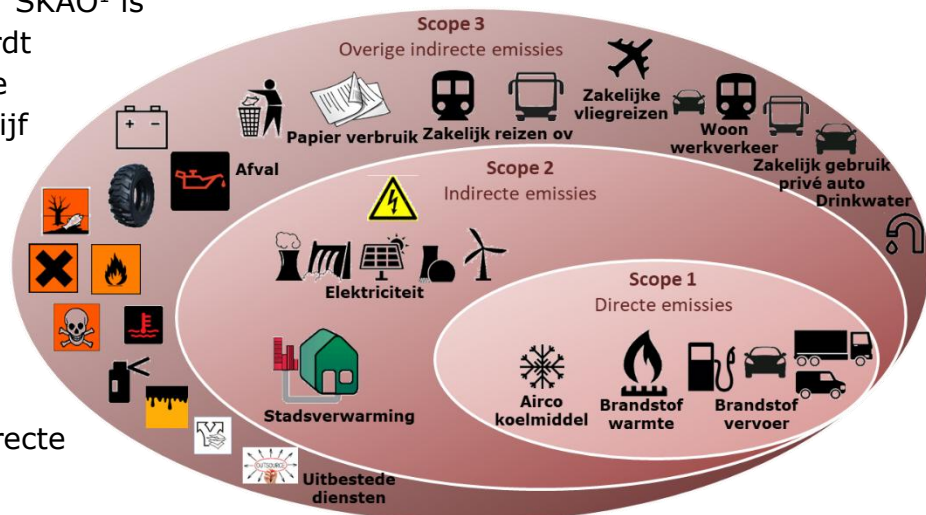 SKAO¹ is
rdt
e
ijf
recte
Scope 3
Overige indirecte emissies
Papier verbruik
Zakelijk reizen ov
Zakelijke
vliegreizen
Woon
werkverkeer
Zakelijk gebruik
privé auto
Drinkwater
Afval
+ -
Scope 2
Indirecte emissies
Elektriciteit
Stadsverwarming
Scope 1
Directe emissies
Airco
koelmiddel
Brandstof
warmte
Brandstof
vervoer
OUTSOURCE
Uitbestede
diensten